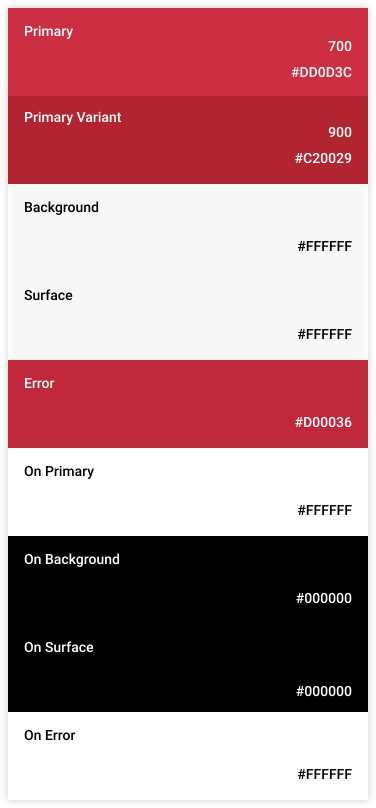 Primary
700
#DD0D3C
Primary Variant
900
#C20029
Background
#FFFFFF
Surface
#FFFFFF
Error
#D00036
On Primary
#FFFFFF
On Background
#000000
On Surface
#000000
On Error
#FFFFFF